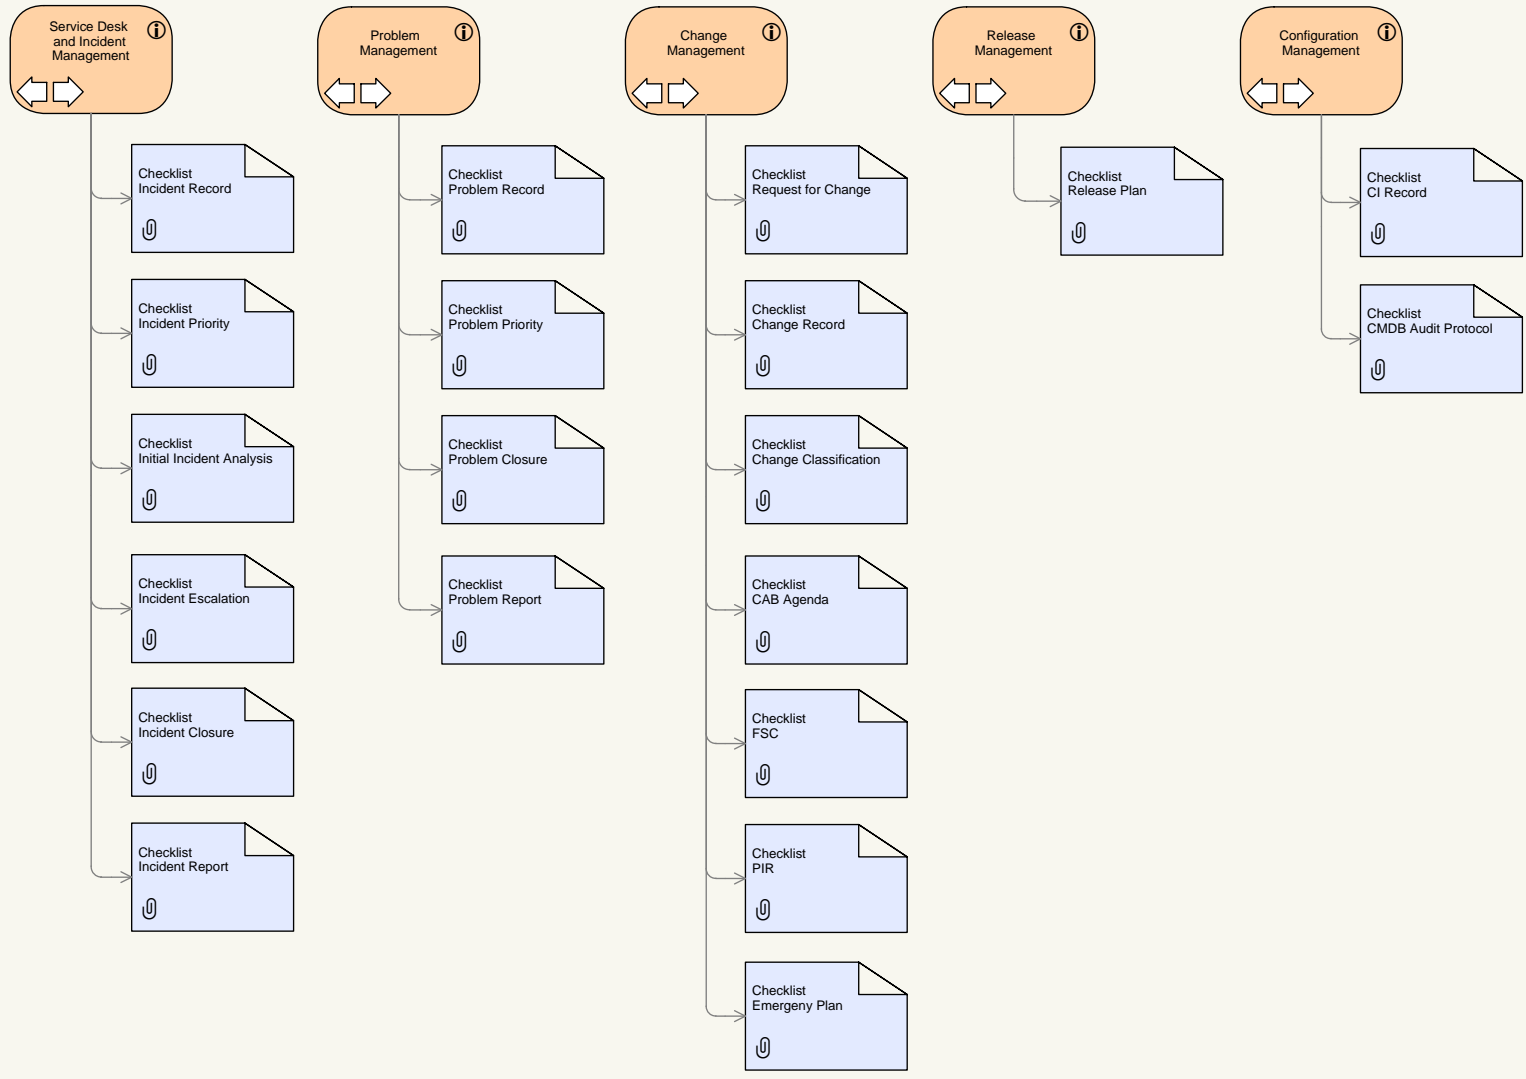 Service Desk
and Incident
Management
Problem
Management
Change
Management
Release
Management
Configuration
Management
Checklist
Incident Record
Checklist
Incident Priority
Checklist
Initial Incident Analysis
Checklist
Incident Escalation
Checklist
Incident Closure
Checklist
Incident Report
Checklist
Problem Record
Checklist
Problem Priority
Checklist
Problem Closure
Checklist
Problem Report
Checklist
Request for Change
Checklist
Change Record
Checklist
Change Classification
Checklist
CAB Agenda
Checklist
FSC
Checklist
PIR
Checklist
Emergeny Plan
Checklist
Release Plan
Checklist
CI Record
Checklist
CMDB Audit Protocol